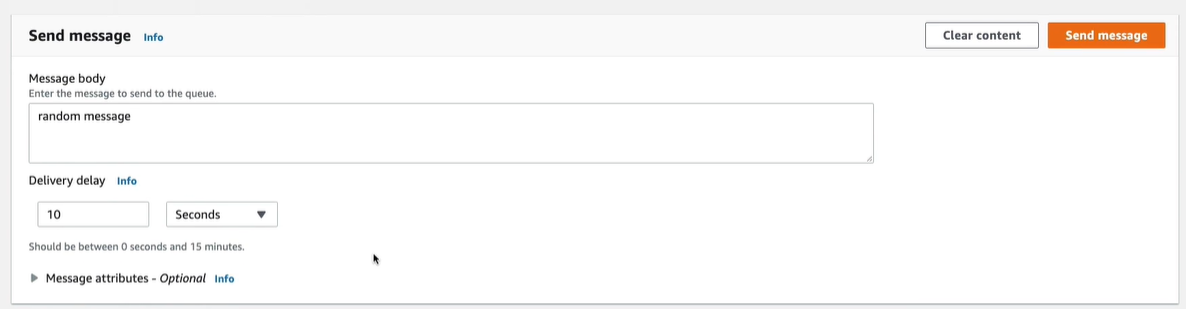 Send message Info Clear content Send message
Message body
Enter the message to send to the queue.
random message
Delivery delay Info
10 Seconds
Should be between 0 seconds and 15 minutes.
Message attributes - Optional Info